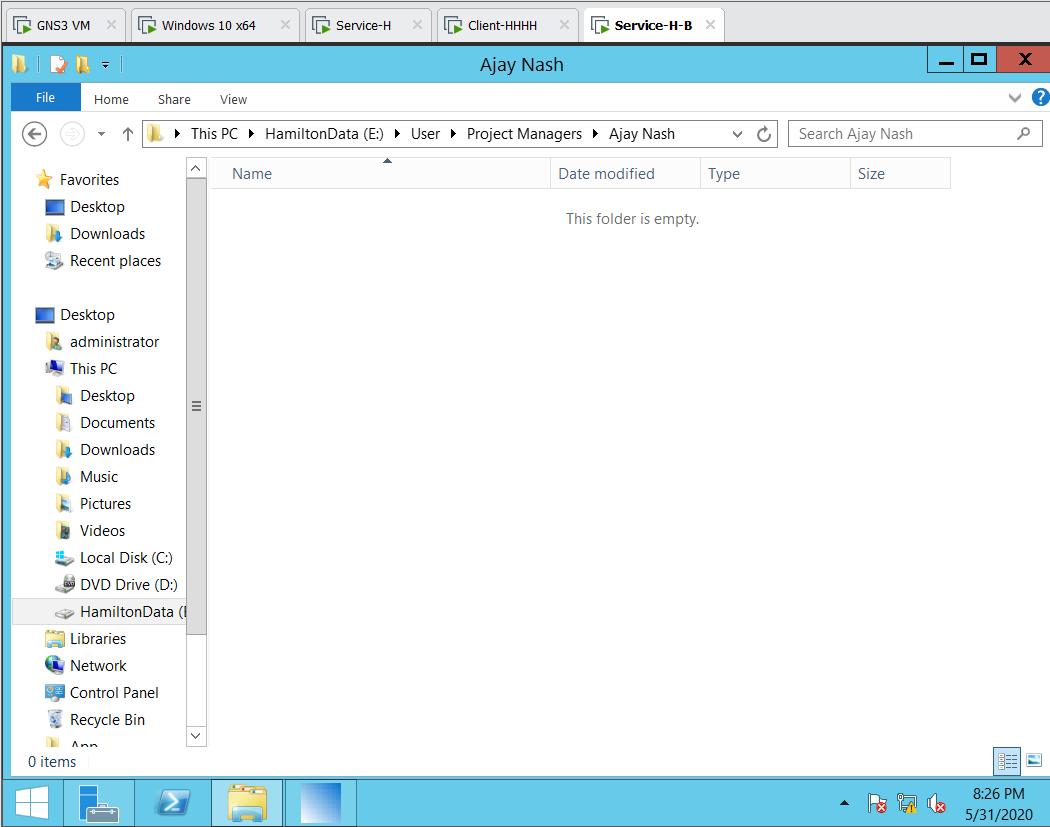 GNS3 VM
Windows 10 x64
Service-H
Client-HHHH
Service-H-B
Ajay Nash
File
Home
Share
View
This PC
HamiltonData (E:)
User
Project Managers
Ajay Nash
Search Ajay Nash
Name
Date modified
Type
Size
This folder is empty.
Favorites
Desktop
Downloads
Recent places
Desktop
administrator
This PC
Desktop
Documents
Downloads
Music
Pictures
Videos
Local Disk (C:)
DVD Drive (D:)
HamiltonData (
Libraries
Network
Control Panel
Recycle Bin
App
0 items
8:26 PM
5/31/2020